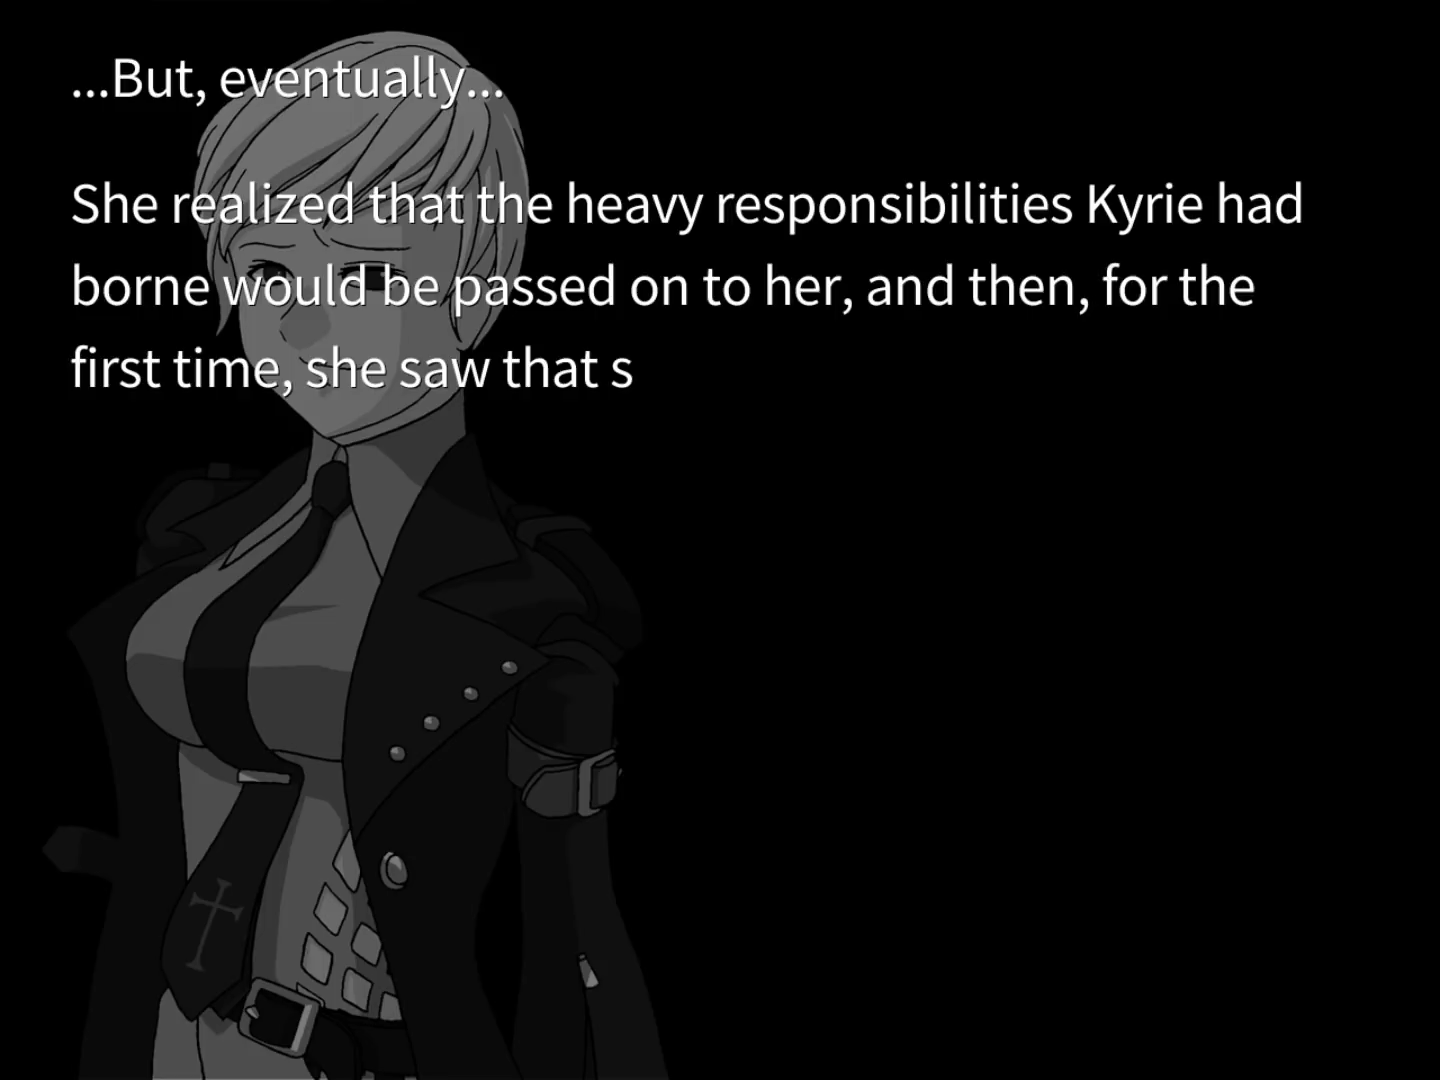 ...But, eventually...
She realized that the heavy responsibilities Kyrie had
borne would be passed on to her, and then, for the
first time, she saw that s